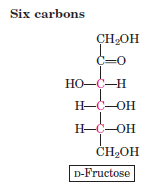 Six carbons
CH₂OH
C=O
HO—C—H
H—C—OH
H—C—OH
CH₂OH
D-Fructose